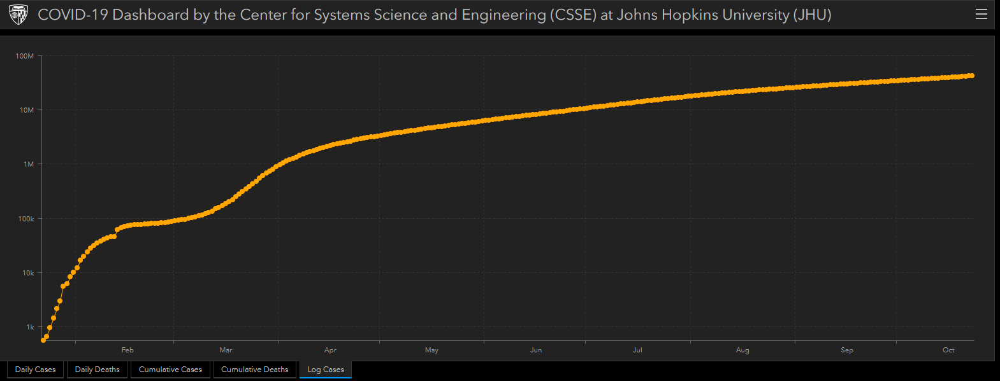 COVID-19 Dashboard by the Center for Systems Science and Engineering (CSSE) at Johns Hopkins University (JHU)
100M
10M
1M
100k
10k
1k
Feb Mar Apr May Jun Jul Aug Sep Oct
Daily Cases Daily Deaths Cumulative Cases Cumulative Deaths Log Cases